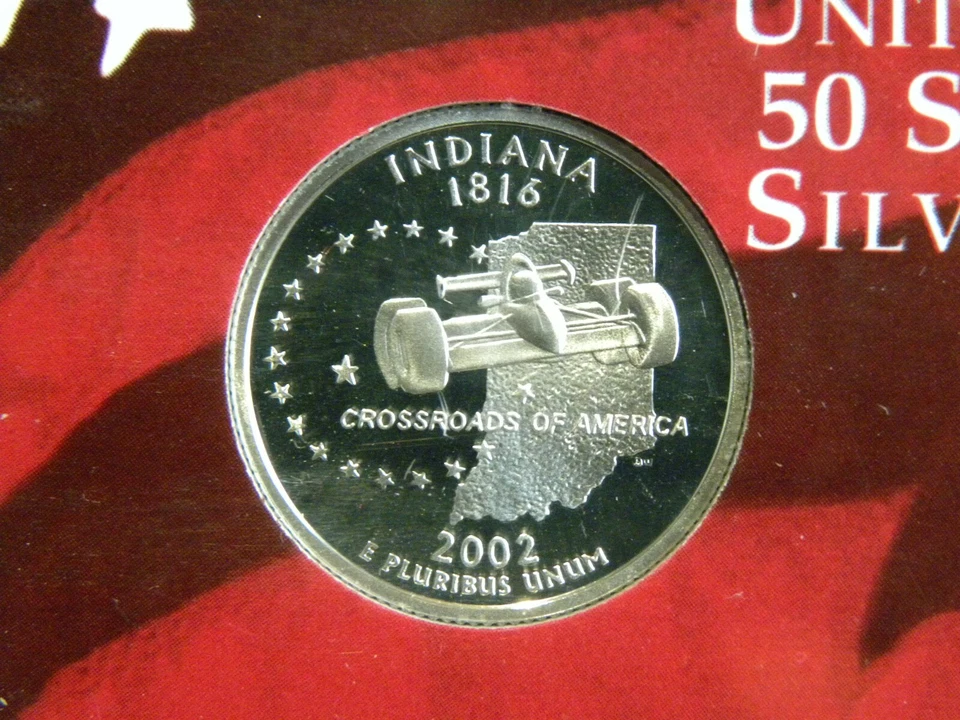 UNIT
50 S
SILV
INDIANA
1816
CROSSROADS OF AMERICA
2002
E PLURIBUS UNUM